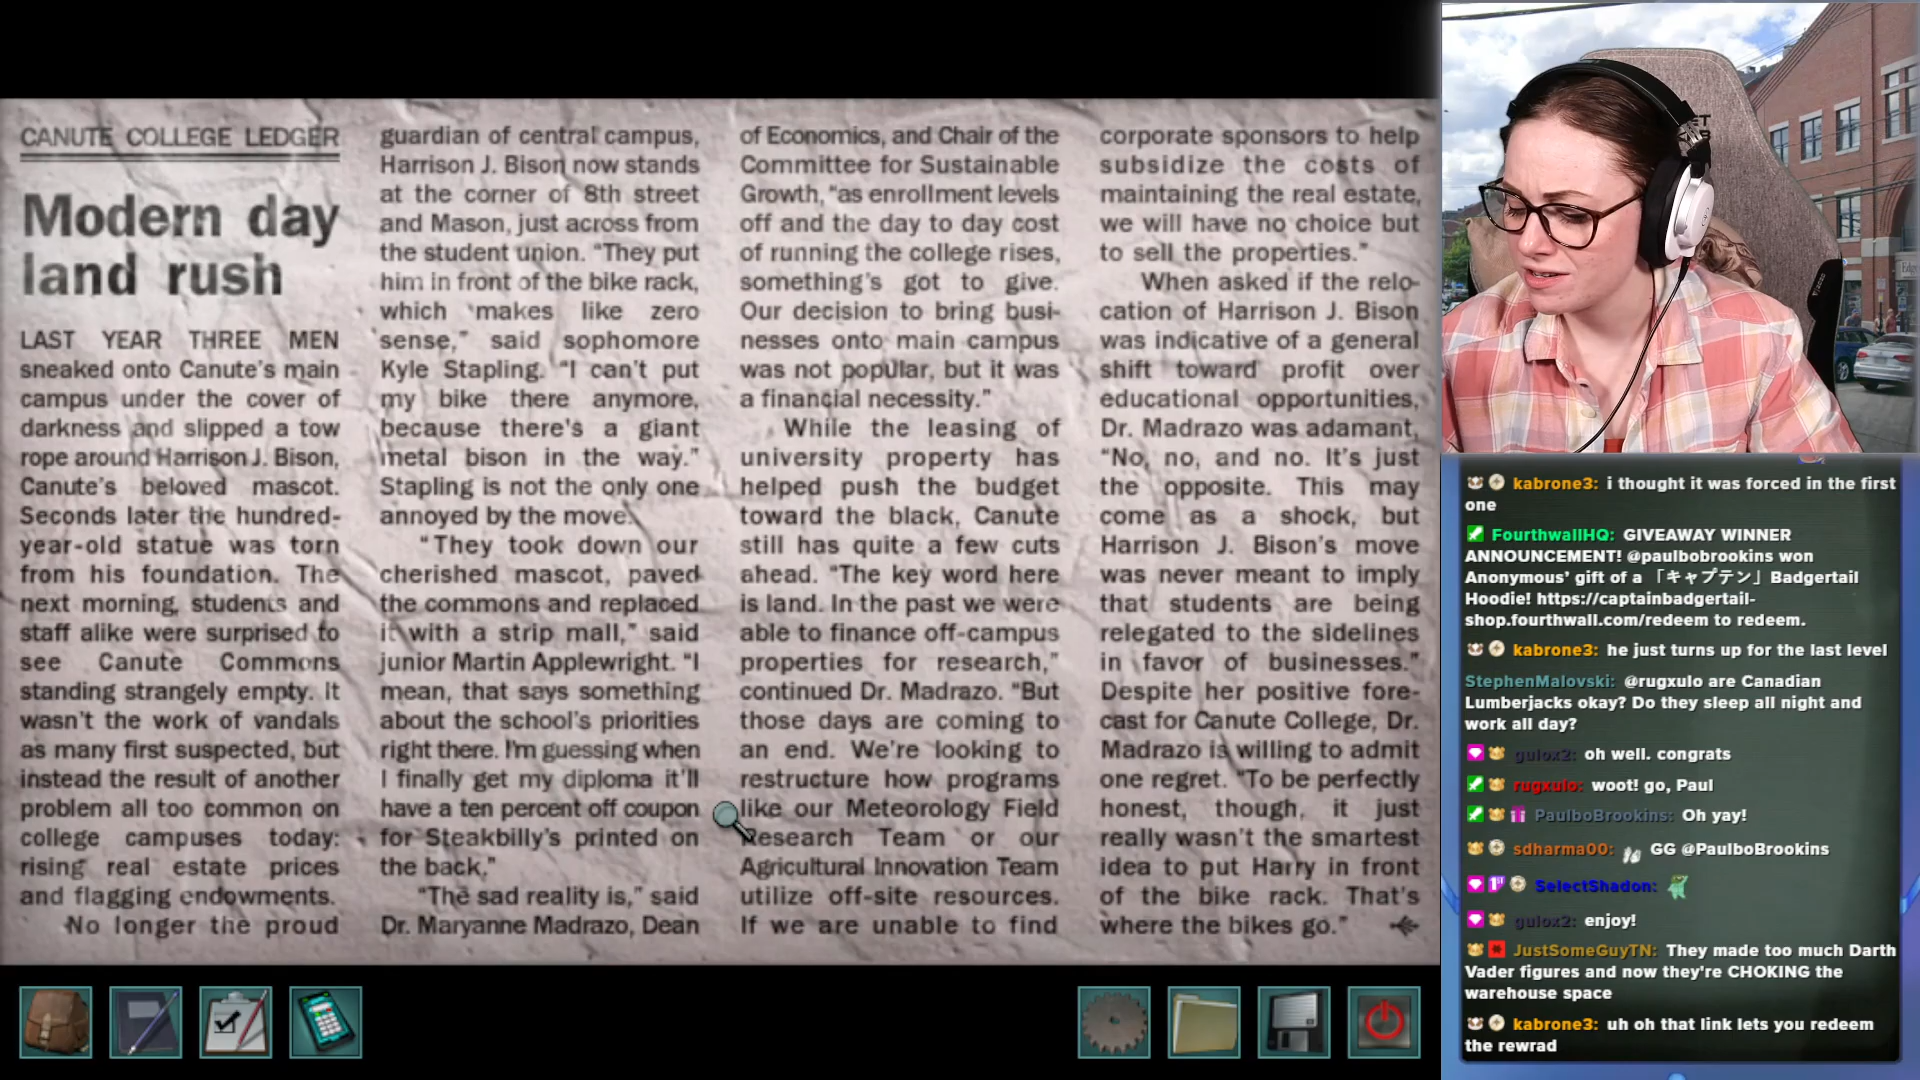 CANUTE COLLEGE LEDGER
Modern day
land rush
LAST YEAR THREE MEN
sneaked onto Canute's main
campus under the cover of
darkness and slipped a tow
rope around Harrison J. Bison,
Canute's beloved mascot.
Seconds later the hundred-
year-old statue was torn
from his foundation. The
next morning, students and
staff alike were surprised to
see Canute Commons
standing strangely empty. It
wasn't the work of vandals
as many first suspected, but
instead the result of another
problem all too common on
college campuses today:
rising real estate prices
and flagging endowments.
No longer the proud
guardian of central campus,
Harrison J. Bison now stands
at the corner of 8th street
and Mason, just across from
the student union. "They put
him in front of the bike rack,
which makes like zero
sense," said sophomore
Kyle Stapling. "I can't put
my bike there anymore,
because there's a giant
metal bison in the way."
Stapling is not the only one
annoyed by the move.
"They took down our
cherished mascot, paved
the commons and replaced
it with a strip mall," said
junior Martin Applewright. "I
mean, that says something
about the school's priorities
right there. I'm guessing when
I finally get my diploma it'll
have a ten percent off coupon
for Steakbilly's printed on
the back."
"The sad reality is," said
Dr. Maryanne Madrazo, Dean
of Economics, and Chair of the
Committee for Sustainable
Growth, "as enrollment levels
off and the day to day cost
of running the college rises,
something's got to give.
Our decision to bring busi-
nesses onto main campus
was not popular, but it was
a financial necessity."
While the leasing of
university property has
helped push the budget
toward the black, Canute
still has quite a few cuts
ahead. "The key word here
is land. In the past we were
able to finance off-campus
properties for research,"
continued Dr. Madrazo. "But
those days are coming to
an end. We're looking to
restructure how programs
like our Meteorology Field
Research Team or our
Agricultural Innovation Team
utilize off-site resources.
If we are unable to find
corporate sponsors to help
subsidize the costs of
maintaining the real estate,
we will have no choice but
to sell the properties."
When asked if the relo-
cation of Harrison J. Bison
was indicative of a general
shift toward profit over
educational opportunities,
Dr. Madrazo was adamant,
"No, no, and no. It's just
the opposite. This may
come as a shock, but
Harrison J. Bison's move
was never meant to imply
that students are being
relegated to the sidelines
in favor of businesses."
Despite her positive fore-
cast for Canute College, Dr.
Madrazo is willing to admit
one regret. "To be perfectly
honest, though, it just
really wasn't the smartest
idea to put Harry in front
of the bike rack. That's
where the bikes go."
kabrone3: i thought it was forced in the first
one
FourthwallHQ: GIVEAWAY WINNER
ANNOUNCEMENT! @paulbobrookins won
Anonymous' gift of a 「キャプテン」Badgertail
Hoodie! https://captainbadgertail-
shop.fourthwall.com/redeem to redeem.
kabrone3: he just turns up for the last level
StephenMalovski: @rugxulo are Canadian
Lumberjacks okay? Do they sleep all night and
work all day?
gulox2: oh well. congrats
rugxulo: woot! go, Paul
PaulboBrookins: Oh yay!
sdharma00: GG @PaulboBrookins
SelectShadon:
gulox2: enjoy!
JustSomeGuyTN: They made too much Darth
Vader figures and now they're CHOKING the
warehouse space
kabrone3: uh oh that link lets you redeem
the rewrad